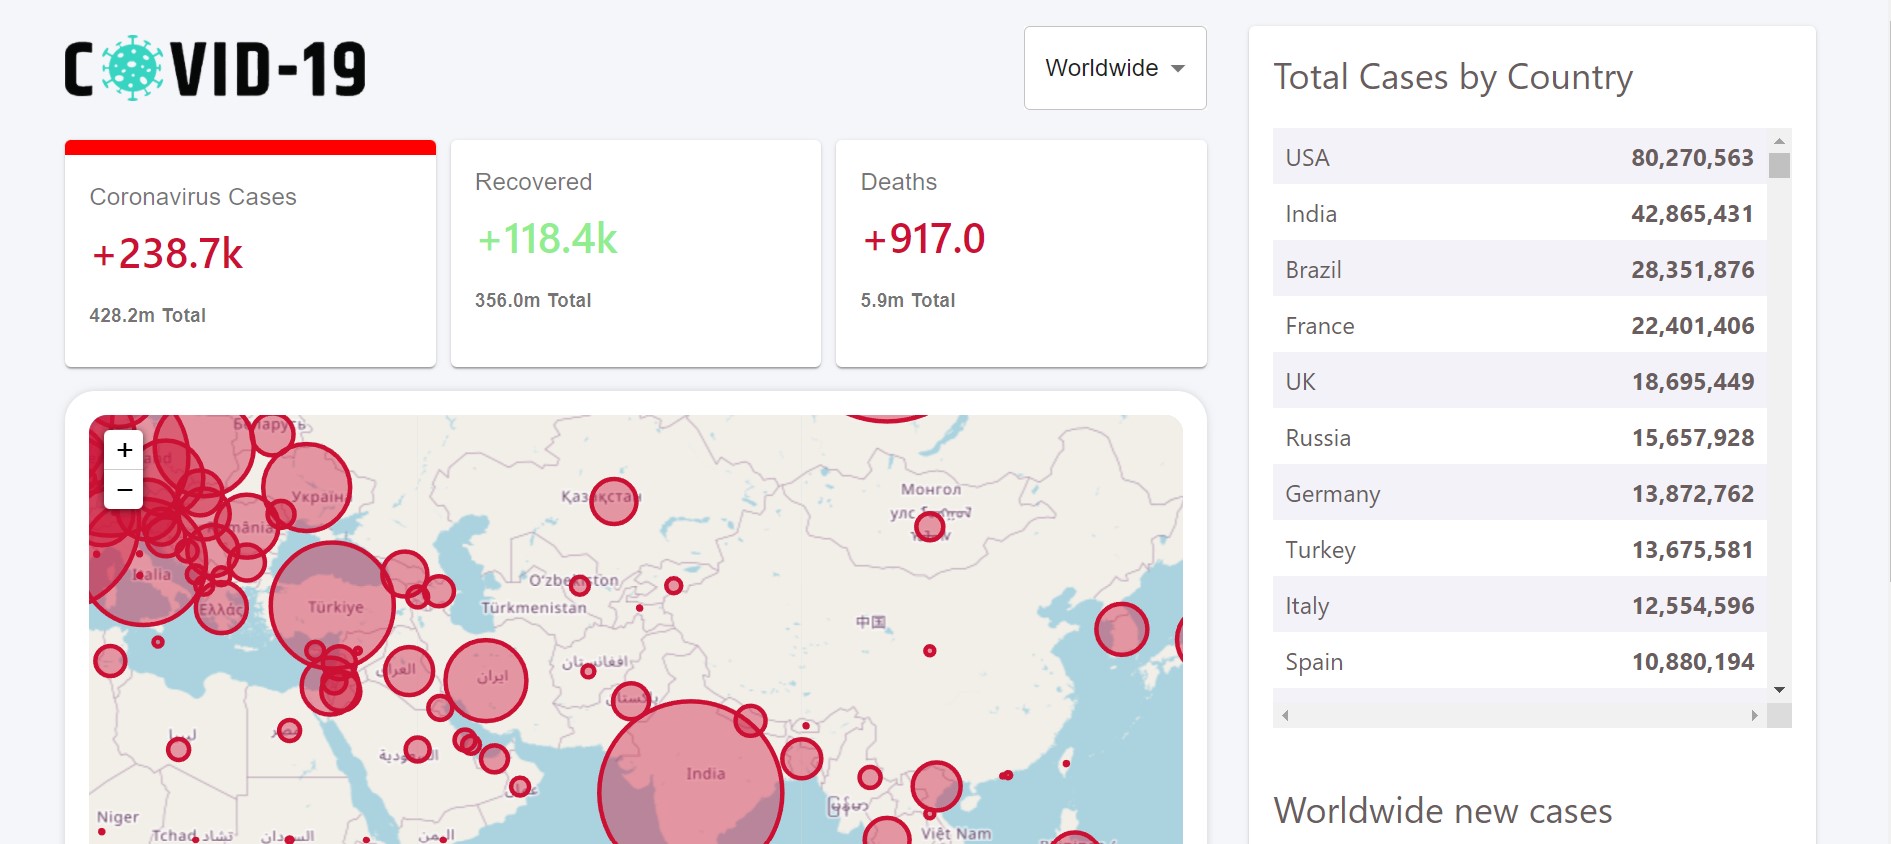 COVID-19
Worldwide
Coronavirus Cases
+238.7k
428.2m Total
Recovered
+118.4k
356.0m Total
Deaths
+917.0
5.9m Total
+
−
Беларусь
Україна
Қазақстан
Монгол
улс
România
Italia
Ελλάς
Türkiye
O'zbekiston
Türkmenistan
中国
افغانستان
ایران
العراق
پاکستان
ليبيا
مصر
السعودية
India
عمان
မြန်မာ
Niger
Tchad تشاد
السودان
اليمن
Việt Nam
Total Cases by Country
USA 80,270,563
India 42,865,431
Brazil 28,351,876
France 22,401,406
UK 18,695,449
Russia 15,657,928
Germany 13,872,762
Turkey 13,675,581
Italy 12,554,596
Spain 10,880,194
Worldwide new cases